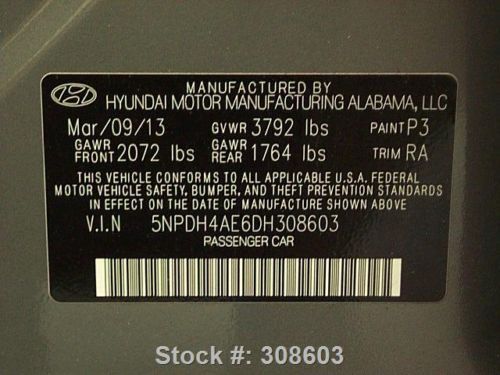 MANUFACTURED BY
HYUNDAI MOTOR MANUFACTURING ALABAMA, LLC
Mar/09/13 GVWR 3792 lbs PAINT P3
GAWR FRONT 2072 lbs GAWR REAR 1764 lbs TRIM RA
THIS VEHICLE CONFORMS TO ALL APPLICABLE U.S.A. FEDERAL
MOTOR VEHICLE SAFETY, BUMPER, AND THEFT PREVENTION
STANDARDS IN EFFECT ON THE DATE OF MANUFACTURE SHOWN ABOVE
V.I.N 5NPDH4AE6DH308603
PASSENGER CAR
Stock #: 308603